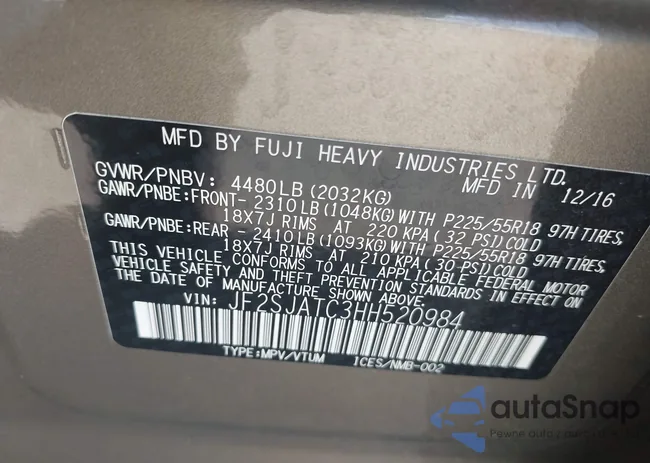 MFD BY FUJI HEAVY INDUSTRIES LTD.
MFD IN 12/16
GVWR/PNBV: 4480LB (2032KG)
GAWR/PNBE: FRONT- 2310LB (1048KG) WITH P225/55R18 97H TIRES,
18X7J RIMS AT 220 KPA (32 PSI) COLD
GAWR/PNBE: REAR - 2410LB (1093KG) WITH P225/55R18 97H TIRES,
18X7J RIMS AT 210 KPA (30 PSI) COLD
THIS VEHICLE CONFORMS TO ALL APPLICABLE FEDERAL MOTOR
VEHICLE SAFETY AND THEFT PREVENTION STANDARDS IN EFFECT ON
THE DATE OF MANUFACTURE SHOWN ABOVE.
VIN: JF2SJATC3HH520984
TYPE:MPV/VTUM ICES/NMB-002
autaSnap
Pewne auta z aukcji